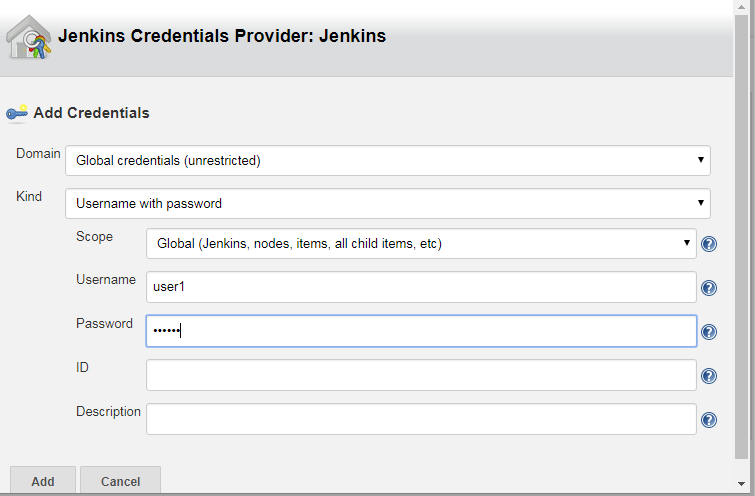 Jenkins Credentials Provider: Jenkins
Add Credentials
Domain Global credentials (unrestricted)
Kind Username with password
Scope Global (Jenkins, nodes, items, all child items, etc)
Username user1
Password ••••••
ID
Description
Add Cancel